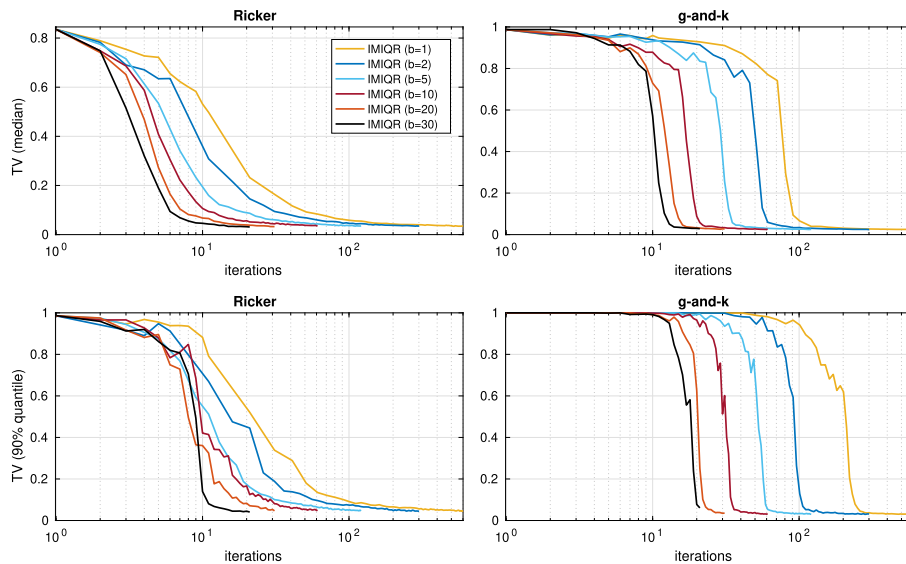 Ricker
TV (median)
0.8
0.6
0.4
0.2
0
IMIQR (b=1)
IMIQR (b=2)
IMIQR (b=5)
IMIQR (b=10)
IMIQR (b=20)
IMIQR (b=30)
10^0
10^1
10^2
iterations
g-and-k
1
0.8
0.6
0.4
0.2
0
10^0
10^1
10^2
iterations
Ricker
TV (90% quantile)
1
0.8
0.6
0.4
0.2
0
10^0
10^1
10^2
iterations
g-and-k
1
0.8
0.6
0.4
0.2
0
10^0
10^1
10^2
iterations